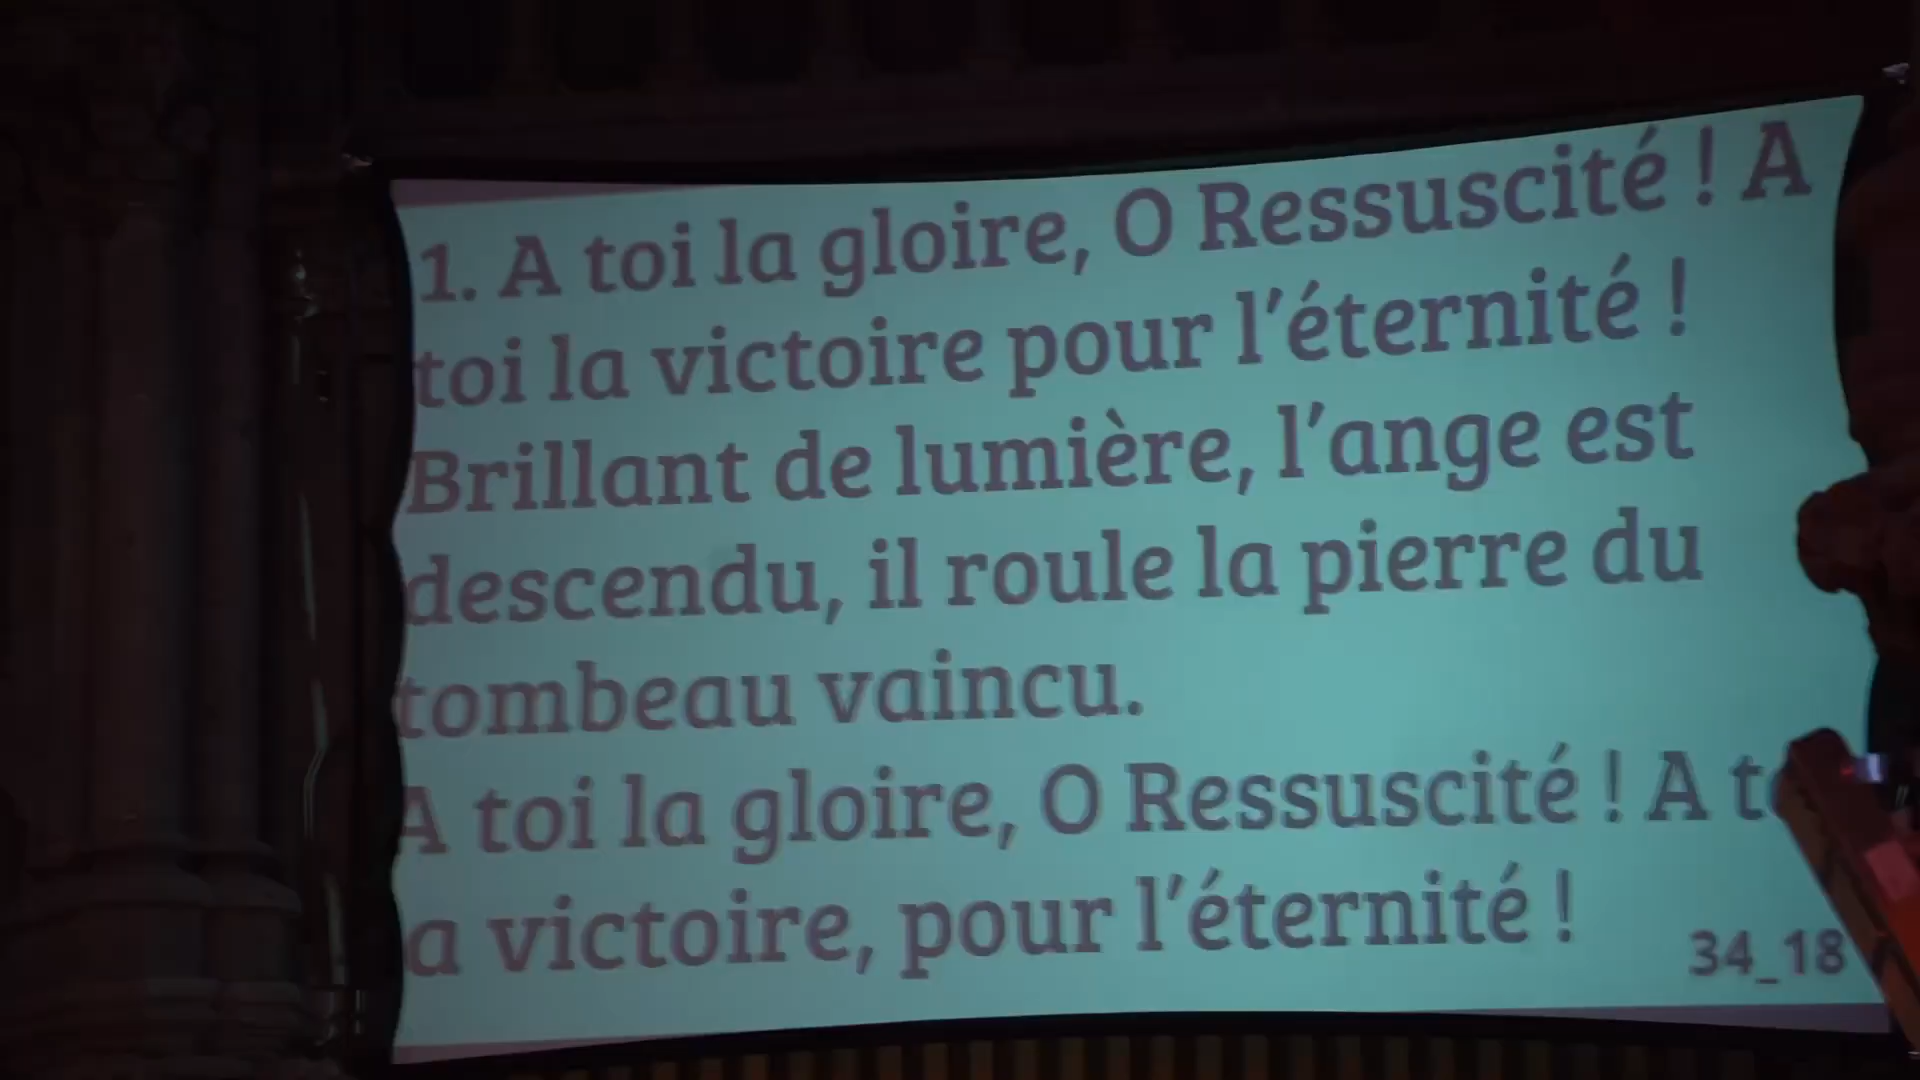 1. A toi la gloire, O Ressuscité ! A
toi la victoire pour l’éternité !
Brillant de lumière, l’ange est
descendu, il roule la pierre du
tombeau vaincu.
A toi la gloire, O Ressuscité ! A
a victoire, pour l’éternité !
34_18